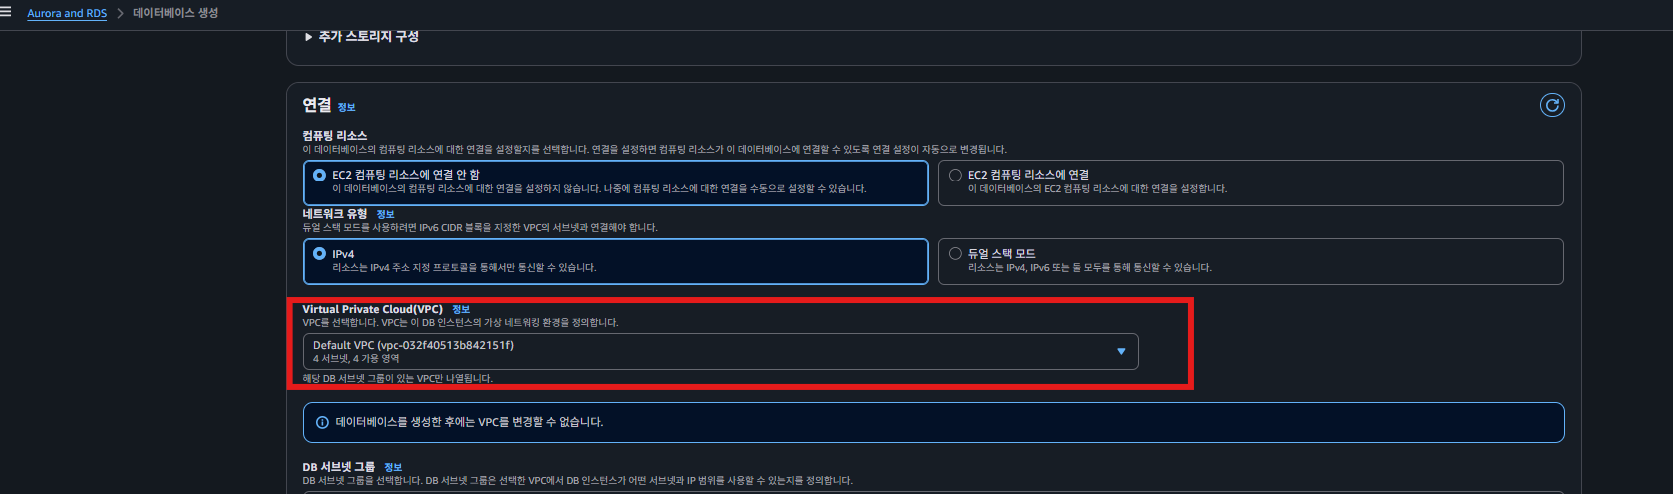 Aurora and RDS > 데이터베이스 생성
추가 스토리지 구성
연결 정보
컴퓨팅 리소스
이 데이터베이스의 컴퓨팅 리소스에 대한 연결을 설정할지를 선택합니다. 연결을 설정하면 컴퓨팅 리소스가 이 데이터베이스에 연결할 수 있도록 연결 설정이 자동으로 변경됩니다.
EC2 컴퓨팅 리소스에 연결 안 함
이 데이터베이스의 컴퓨팅 리소스에 대한 연결을 설정하지 않습니다. 나중에 컴퓨팅 리소스에 대한 연결을 수동으로 설정할 수 있습니다.
EC2 컴퓨팅 리소스에 연결
이 데이터베이스의 EC2 컴퓨팅 리소스에 대한 연결을 설정합니다.
네트워크 유형 정보
듀얼 스택 모드를 사용하려면 IPv6 CIDR 블록을 지정한 VPC의 서브넷과 연결해야 합니다.
IPv4
리소스는 IPv4 주소 지정 프로토콜을 통해서만 통신할 수 있습니다.
듀얼 스택 모드
리소스는 IPv4, IPv6 또는 둘 모두를 통해 통신할 수 있습니다.
Virtual Private Cloud(VPC) 정보
VPC를 선택합니다. VPC는 이 DB 인스턴스의 가상 네트워킹 환경을 정의합니다.
Default VPC (vpc-032f40513b842151f)
4 서브넷, 4 가용 영역
해당 DB 서브넷 그룹이 있는 VPC만 나열됩니다.
데이터베이스를 생성한 후에는 VPC를 변경할 수 없습니다.
DB 서브넷 그룹 정보
DB 서브넷 그룹을 선택합니다. DB 서브넷 그룹은 선택한 VPC에서 DB 인스턴스가 어떤 서브넷과 IP 범위를 사용할 수 있는지를 정의합니다.